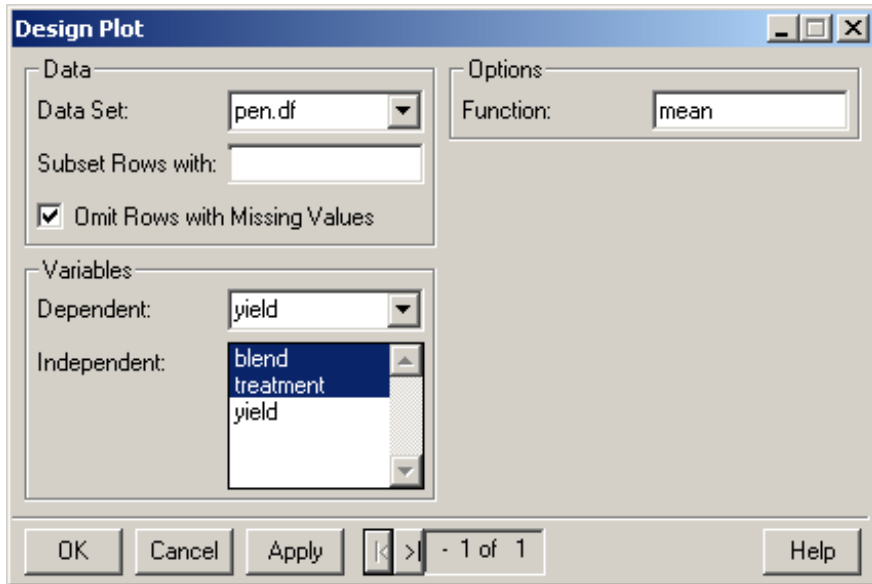 Design Plot
Data
Data Set: pen.df
Subset Rows with:
Omit Rows with Missing Values
Variables
Dependent: yield
Independent: blend
treatment
yield
Options
Function: mean
OK Cancel Apply |< >| - 1 of 1 Help